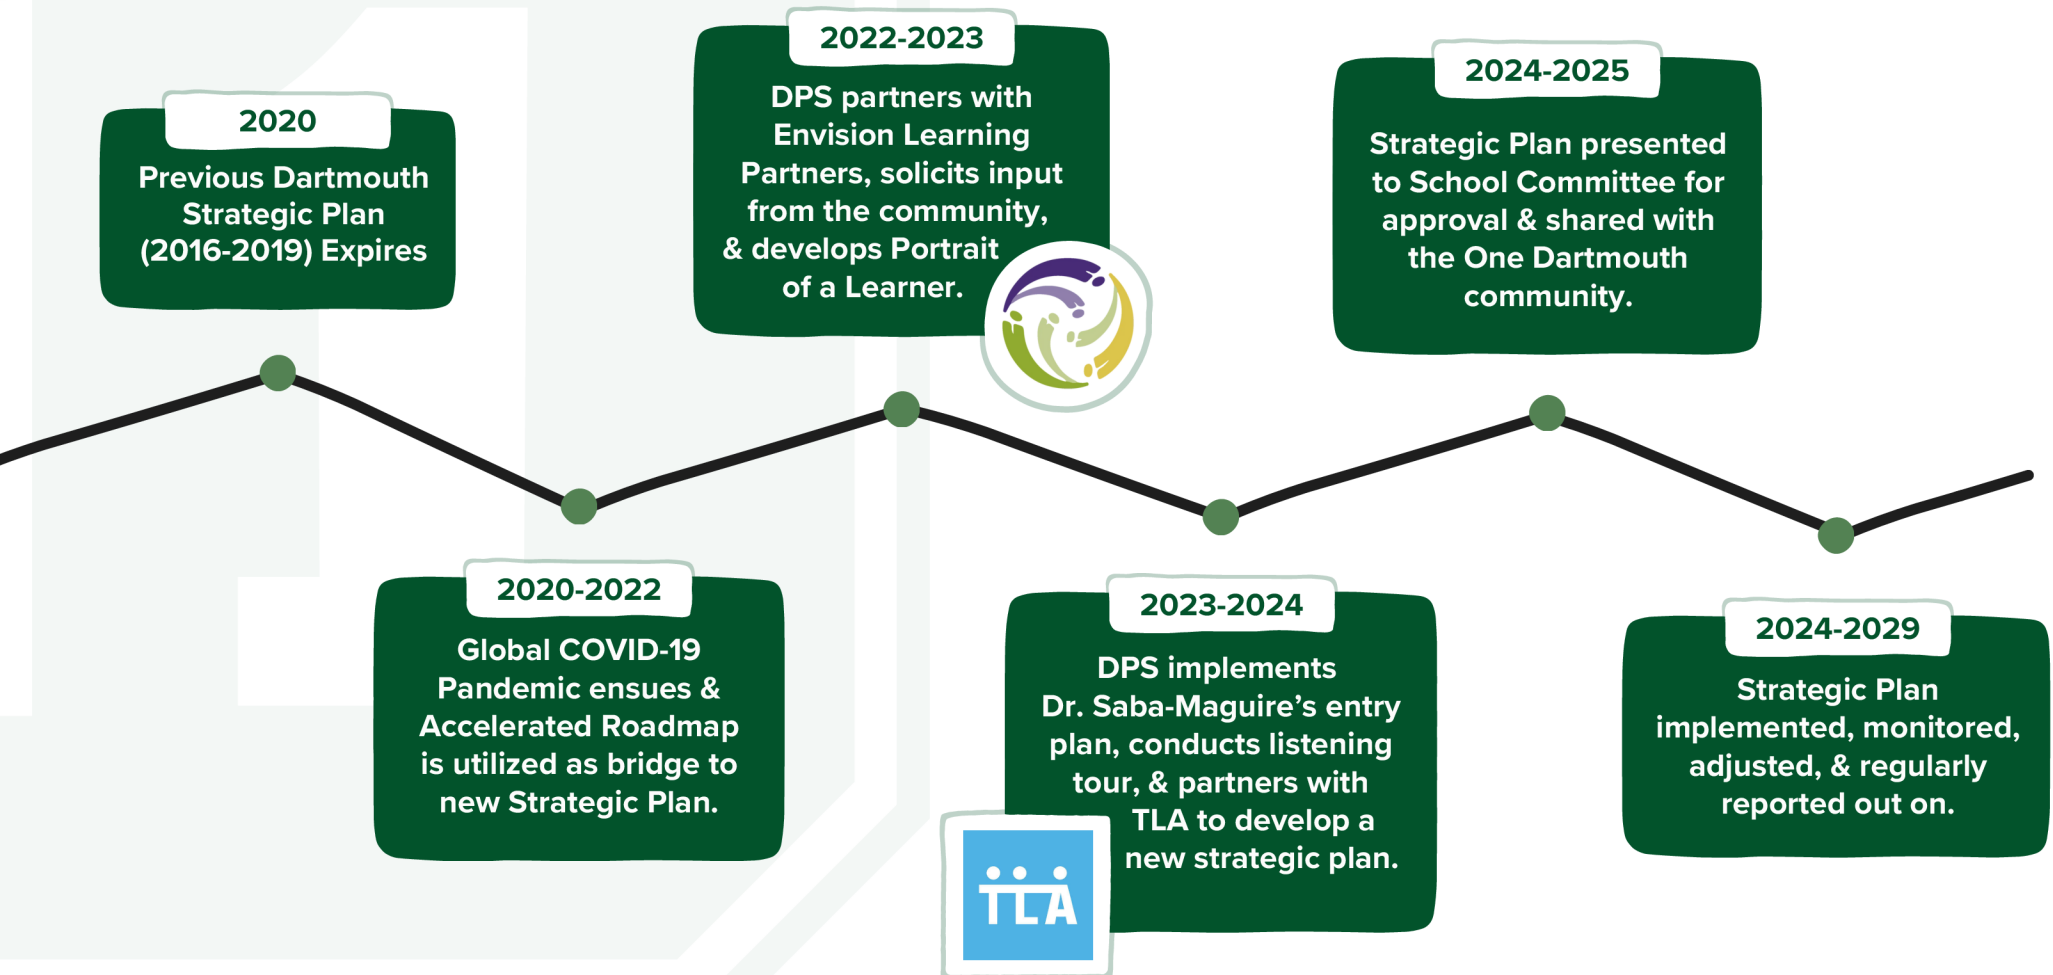 2020
Previous Dartmouth
Strategic Plan
(2016-2019) Expires
2020-2022
Global COVID-19
Pandemic ensues &
Accelerated Roadmap
is utilized as bridge to
new Strategic Plan.
2022-2023
DPS partners with
Envision Learning
Partners, solicits input
from the community,
& develops Portrait
of a Learner.
2023-2024
DPS implements
Dr. Saba-Maguire’s entry
plan, conducts listening
tour, & partners with
TLA to develop a
new strategic plan.
TLA
2024-2025
Strategic Plan presented
to School Committee for
approval & shared with
the One Dartmouth
community.
2024-2029
Strategic Plan
implemented, monitored,
adjusted, & regularly
reported out on.